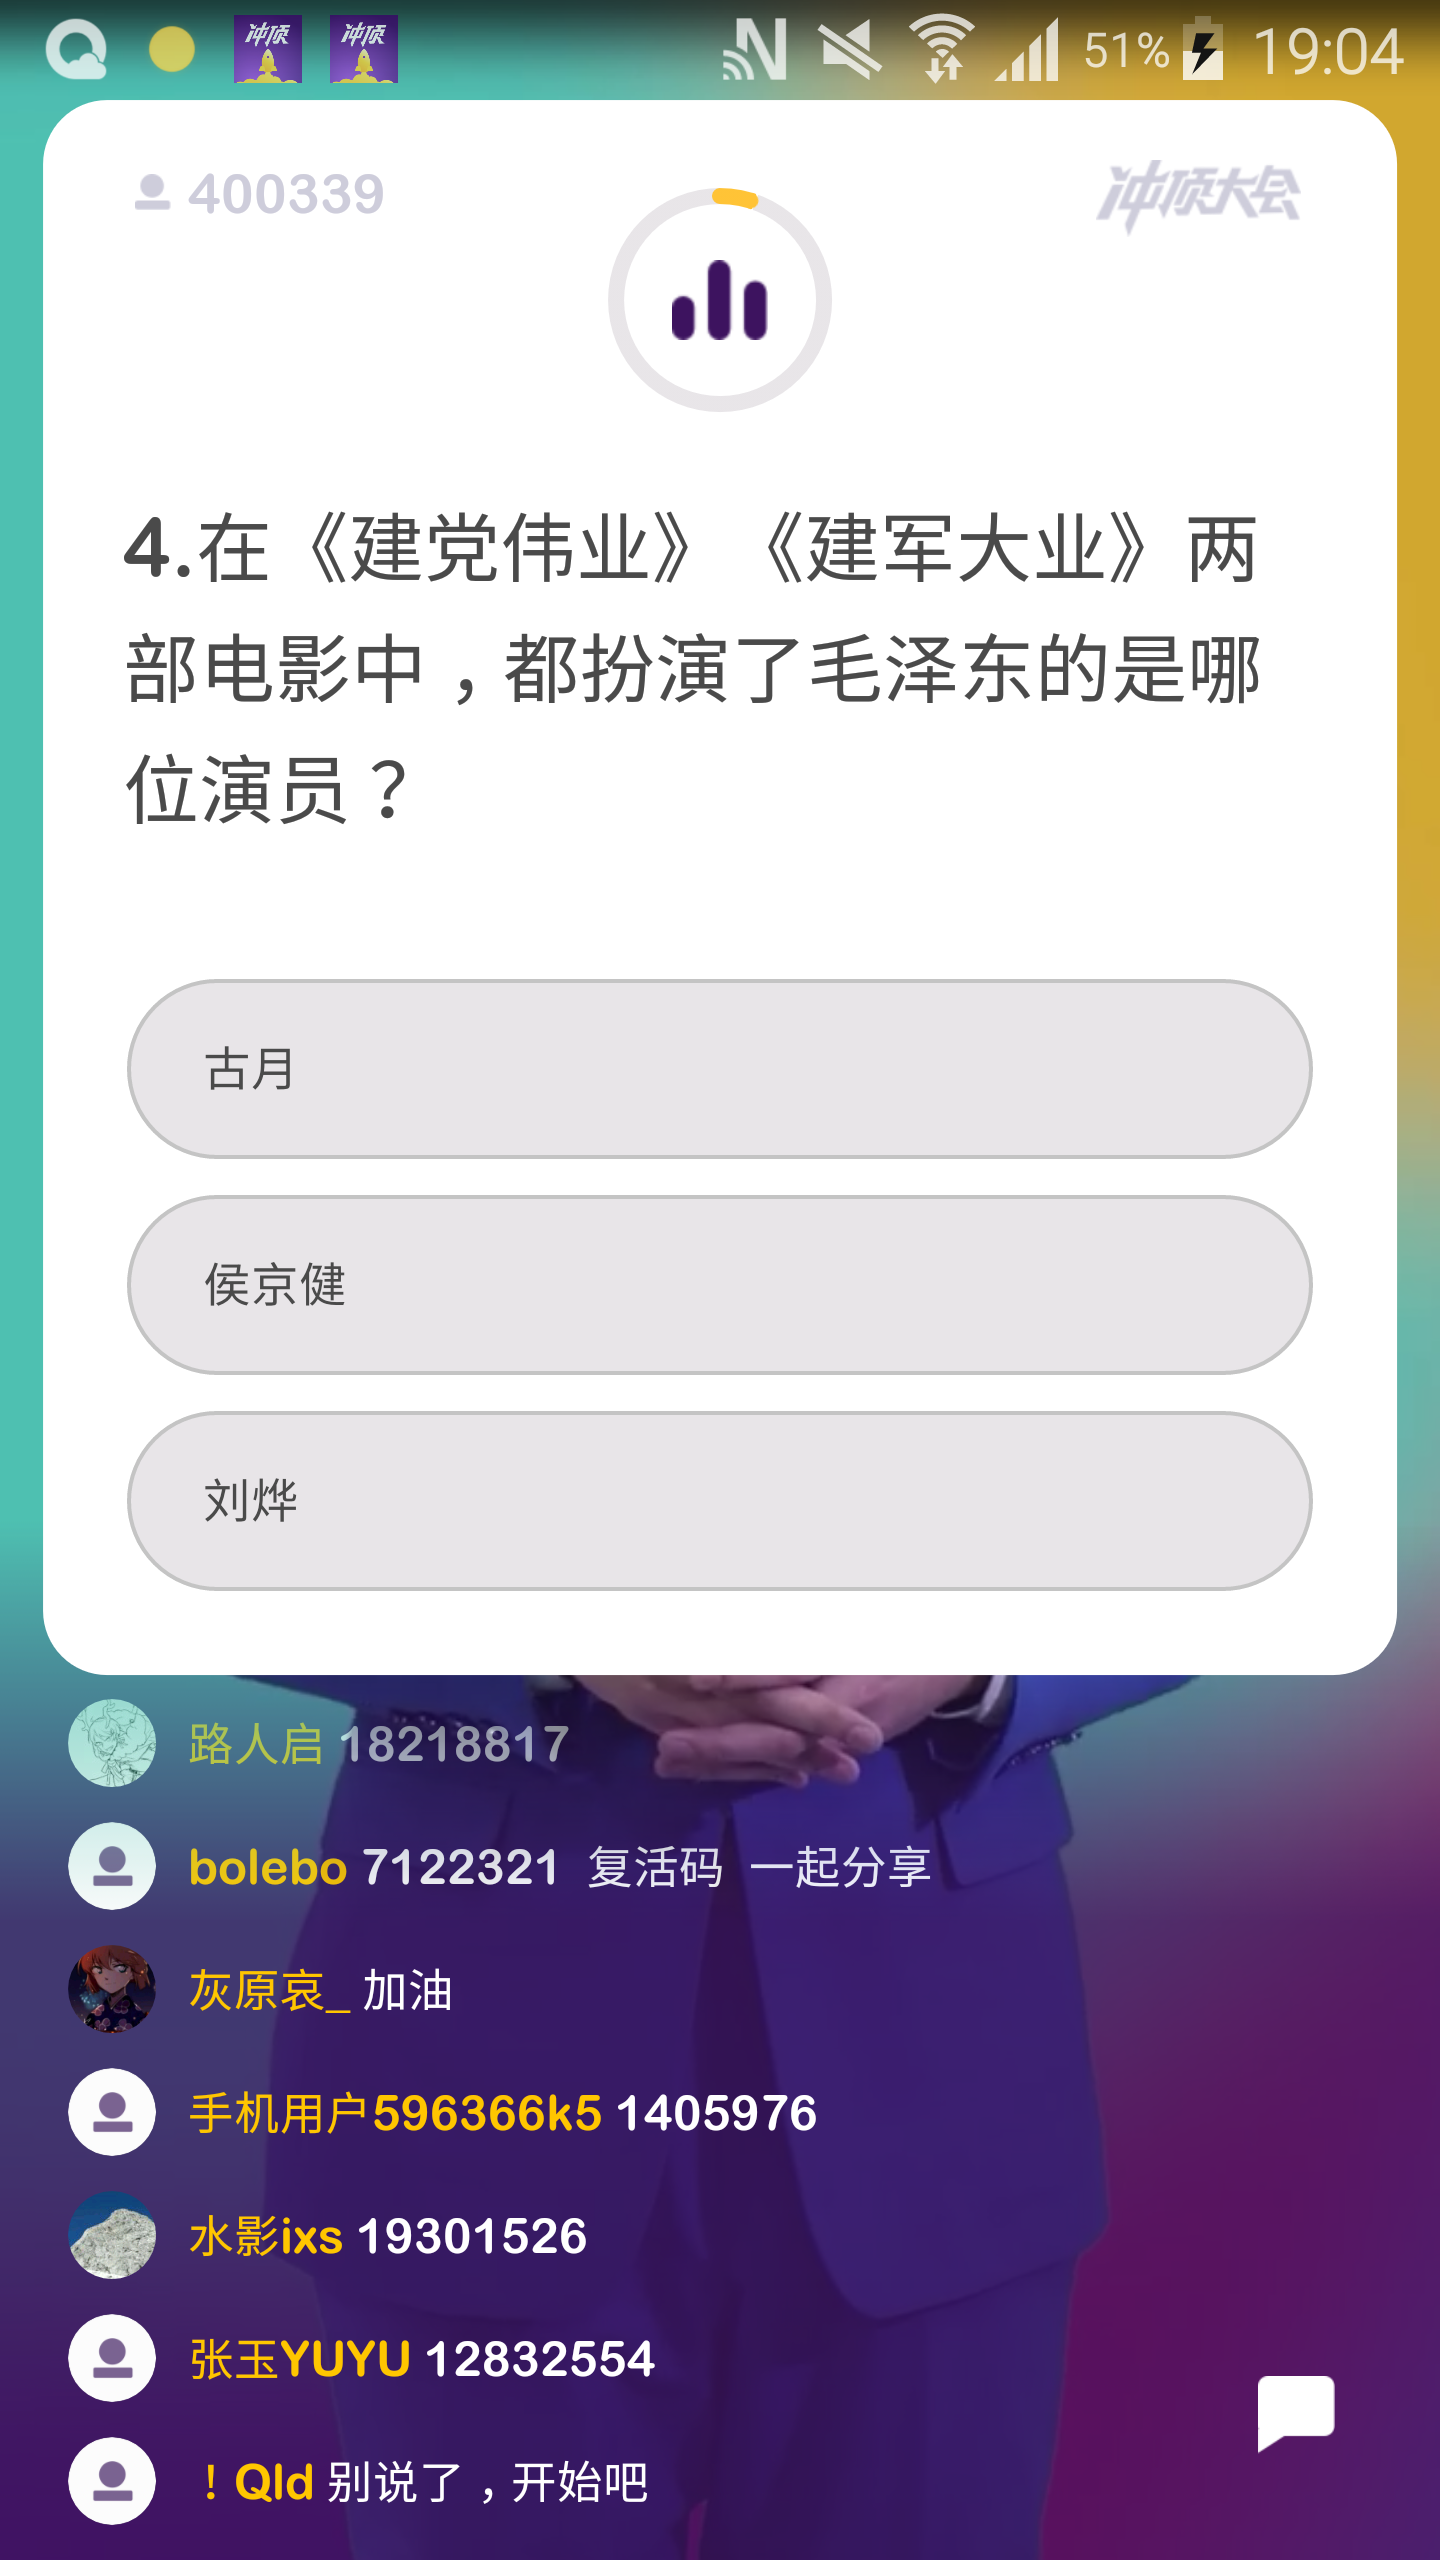 冲顶 冲顶 51% 19:04
400339 冲顶大会
4.在《建党伟业》《建军大业》两
部电影中，都扮演了毛泽东的是哪
位演员？
古月
侯京健
刘烨
路人启 18218817
bolebo 7122321 复活码 一起分享
灰原哀_ 加油
手机用户596366k5 1405976
水影ixs 19301526
张玉YUYU 12832554
！Qld 别说了，开始吧